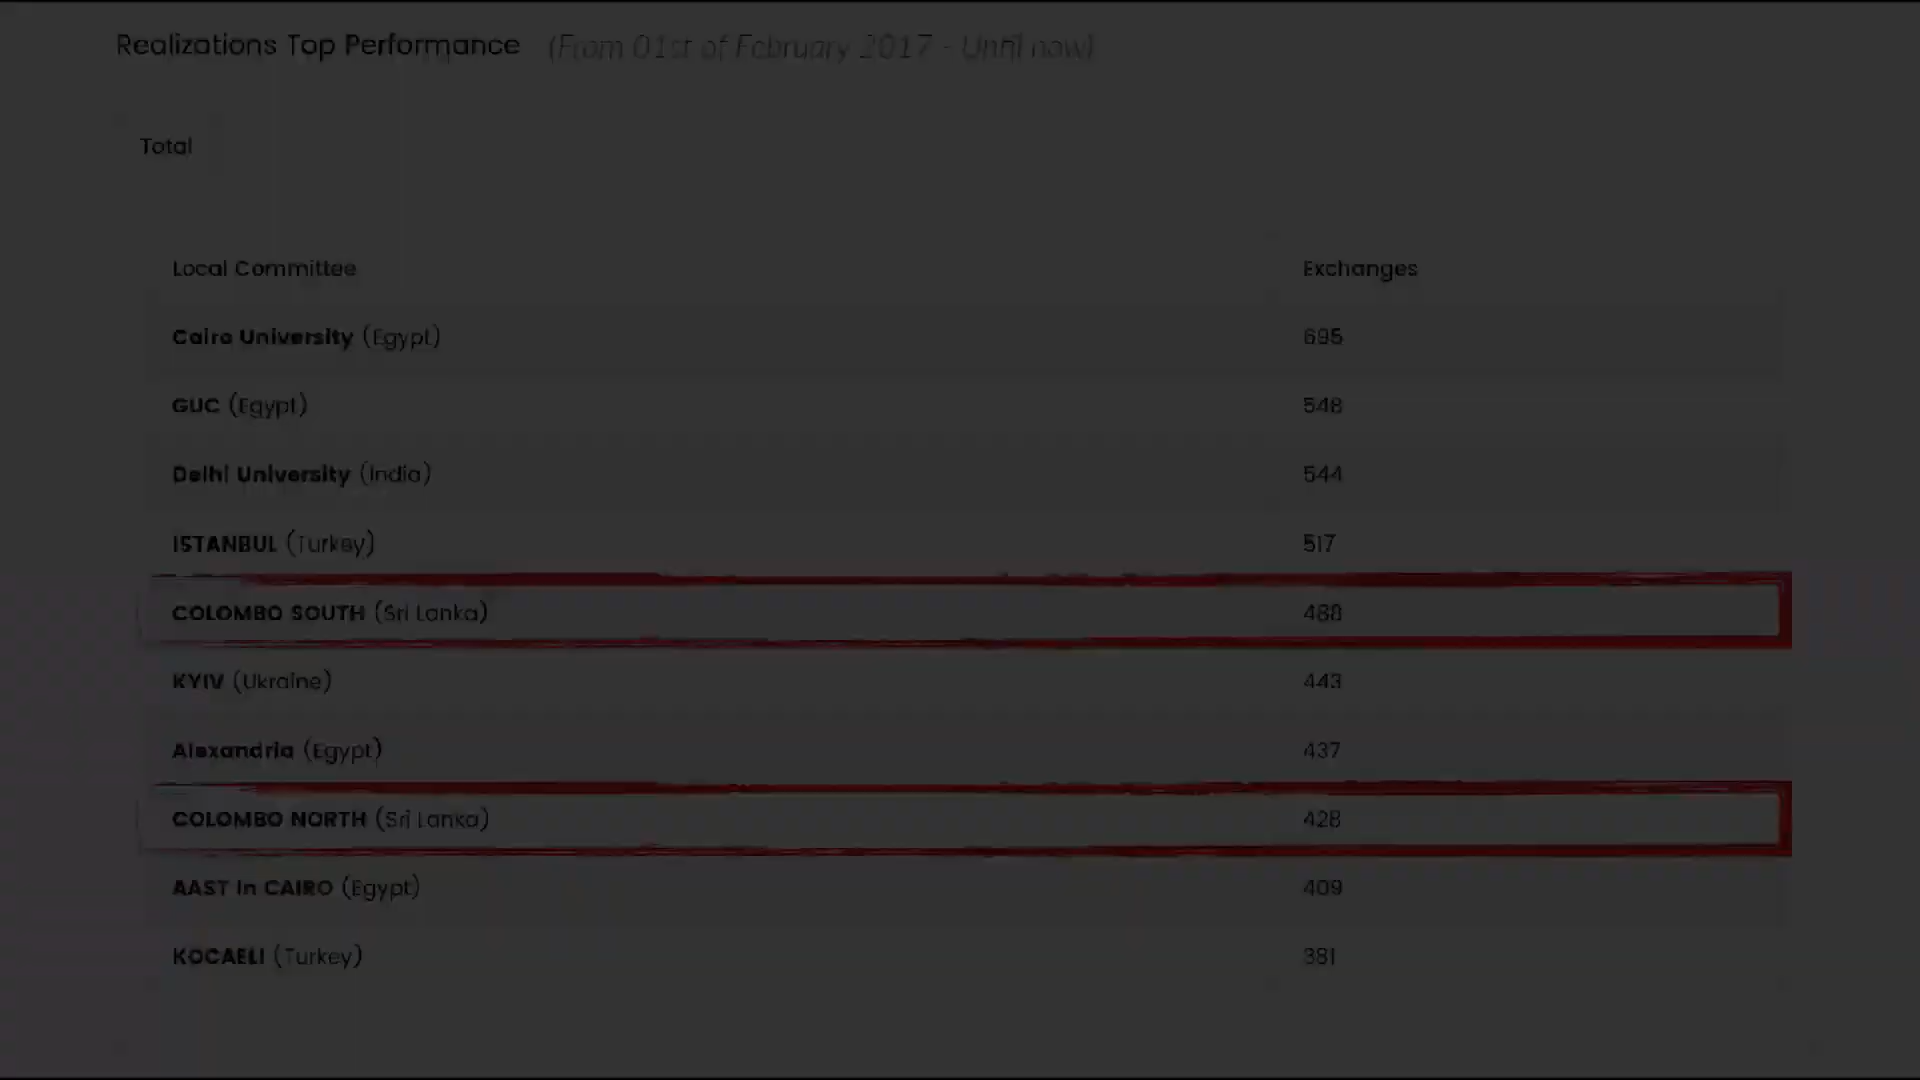 Realizations Top Performance (From 01st of February 2017 - Until now)
Total
Local Committee Exchanges
Cairo University (Egypt) 695
GUC (Egypt) 548
Delhi University (India) 544
ISTANBUL (Turkey) 517
COLOMBO SOUTH (Sri Lanka) 488
KYIV (Ukraine) 443
Alexandria (Egypt) 437
COLOMBO NORTH (Sri Lanka) 428
AAST In CAIRO (Egypt) 409
KOCAELI (Turkey) 381